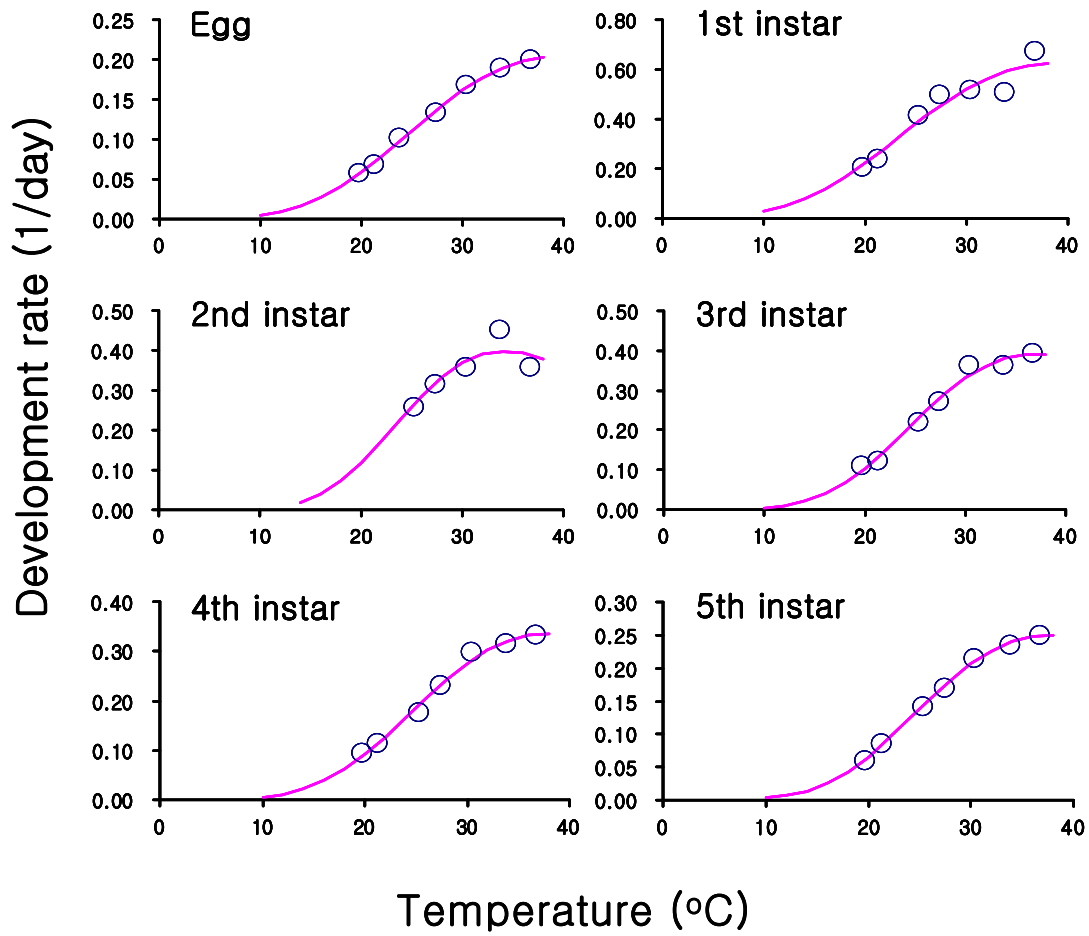 Development rate (1/day)
Egg
0.25
0.20
0.15
0.10
0.05
0.00
0 10 20 30 40
1st instar
0.80
0.60
0.40
0.20
0.00
0 10 20 30 40
2nd instar
0.50
0.40
0.30
0.20
0.10
0.00
0 10 20 30 40
3rd instar
0.50
0.40
0.30
0.20
0.10
0.00
0 10 20 30 40
4th instar
0.40
0.30
0.20
0.10
0.00
0 10 20 30 40
5th instar
0.30
0.25
0.20
0.15
0.10
0.05
0.00
0 10 20 30 40
Temperature (ºC)